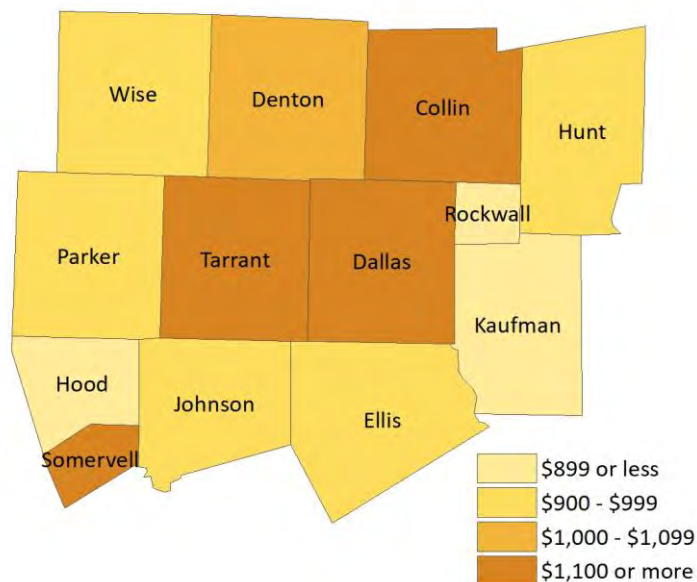 Wise
Denton
Collin
Hunt
Rockwall
Parker
Tarrant
Dallas
Kaufman
Hood
Johnson
Ellis
Somervell
$899 or less
$900 - $999
$1,000 - $1,099
$1,100 or more